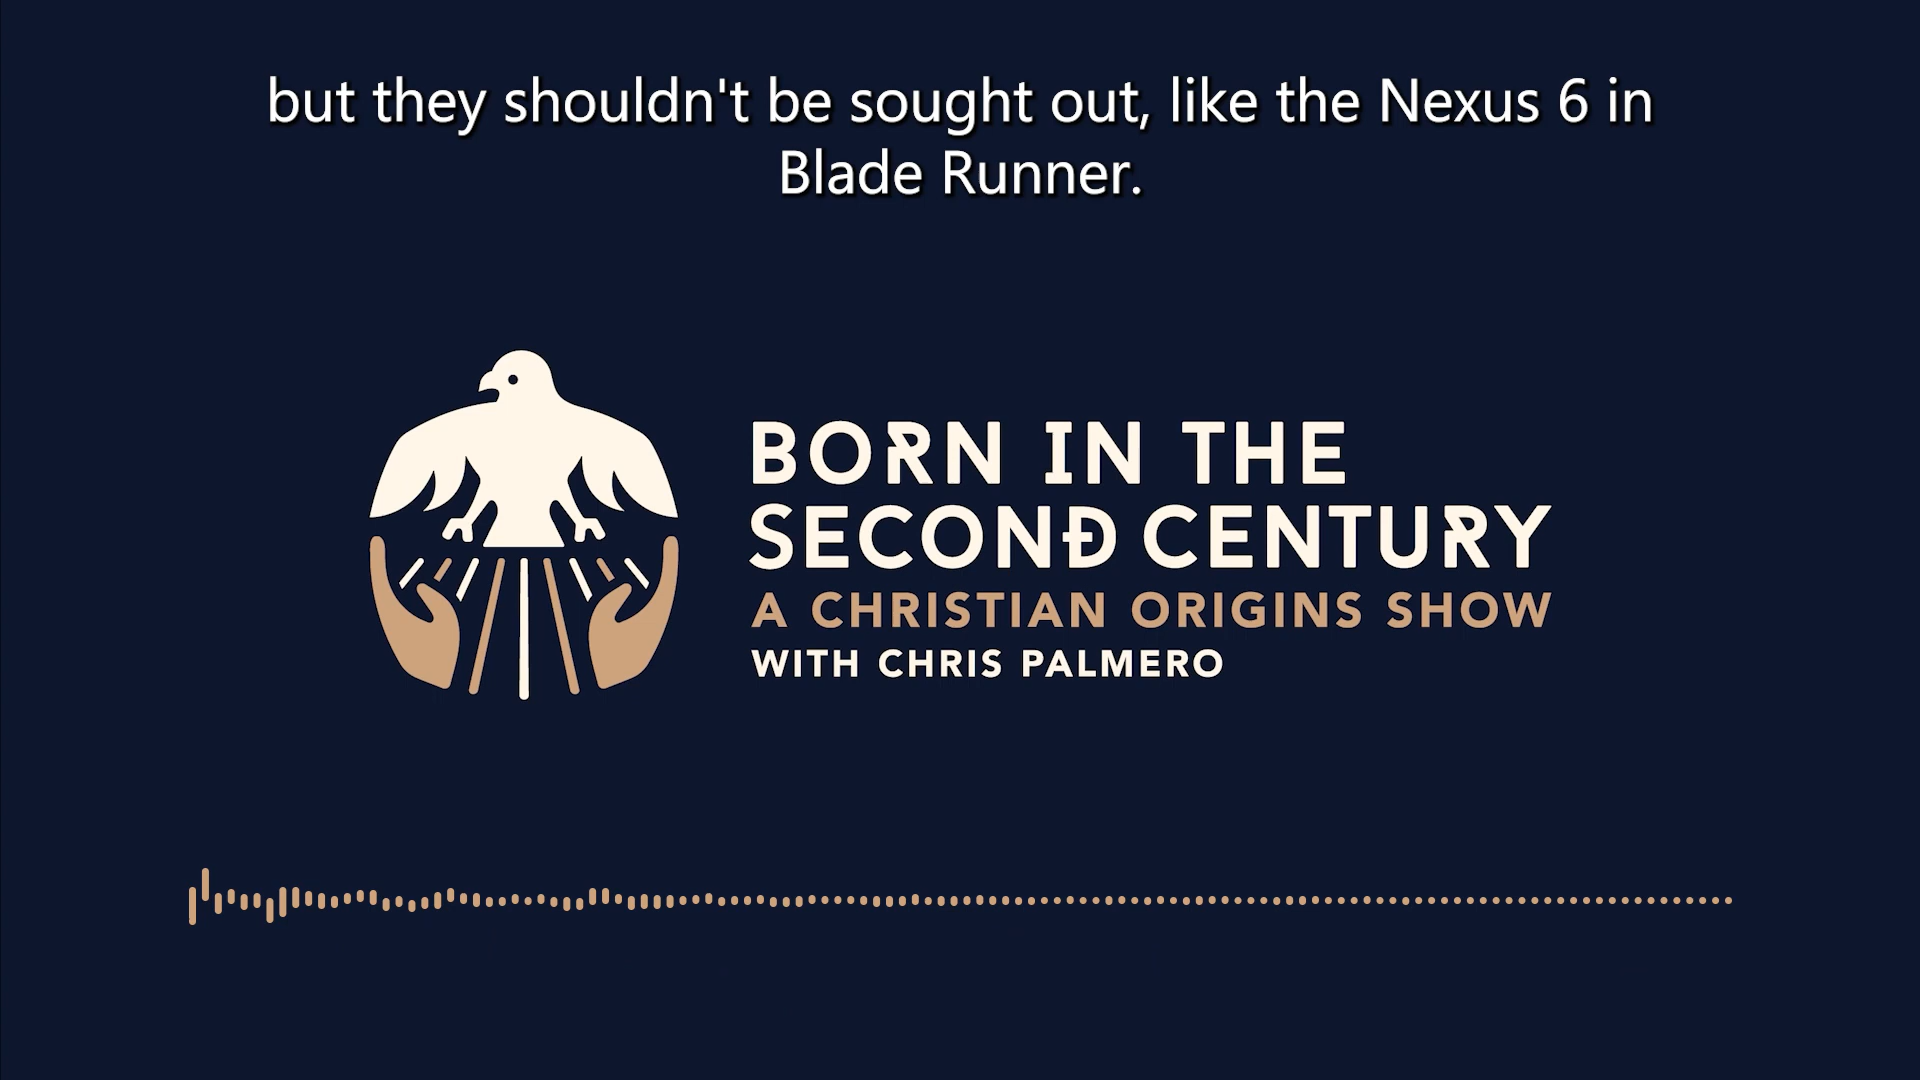 but they shouldn't be sought out, like the Nexus 6 in
Blade Runner.
BORN IN THE
SECOND CENTURY
A CHRISTIAN ORIGINS SHOW
WITH CHRIS PALMERO